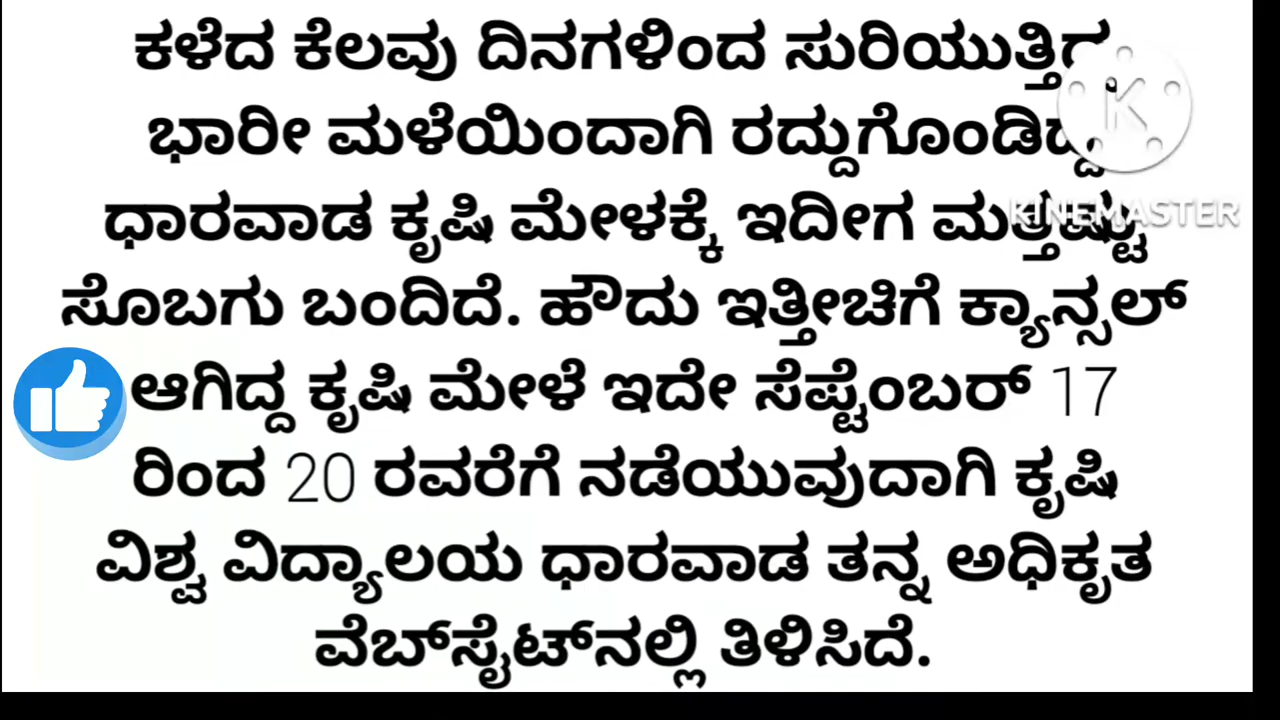 ಕಳೆದ ಕೆಲವು ದಿನಗಳಿಂದ ಸುರಿಯುತ್ತಿದ್ದ
ಭಾರೀ ಮಳೆಯಿಂದಾಗಿ ರದ್ದುಗೊಂಡಿದ್ದ
ಧಾರವಾಡ ಕೃಷಿ ಮೇಳಕ್ಕೆ ಇದೀಗ ಮತ್ತಷ್ಟು
ಸೊಬಗು ಬಂದಿದೆ. ಹೌದು ಇತ್ತೀಚಿಗೆ ಕ್ಯಾನ್ಸಲ್
ಆಗಿದ್ದ ಕೃಷಿ ಮೇಳೆ ಇದೇ ಸೆಪ್ಟೆಂಬರ್ 17
ರಿಂದ 20 ರವರೆಗೆ ನಡೆಯುವುದಾಗಿ ಕೃಷಿ
ವಿಶ್ವ ವಿದ್ಯಾಲಯ ಧಾರವಾಡ ತನ್ನ ಅಧಿಕೃತ
ವೆಬ್‌ಸೈಟ್‌ನಲ್ಲಿ ತಿಳಿಸಿದೆ.
K
KINEMASTER